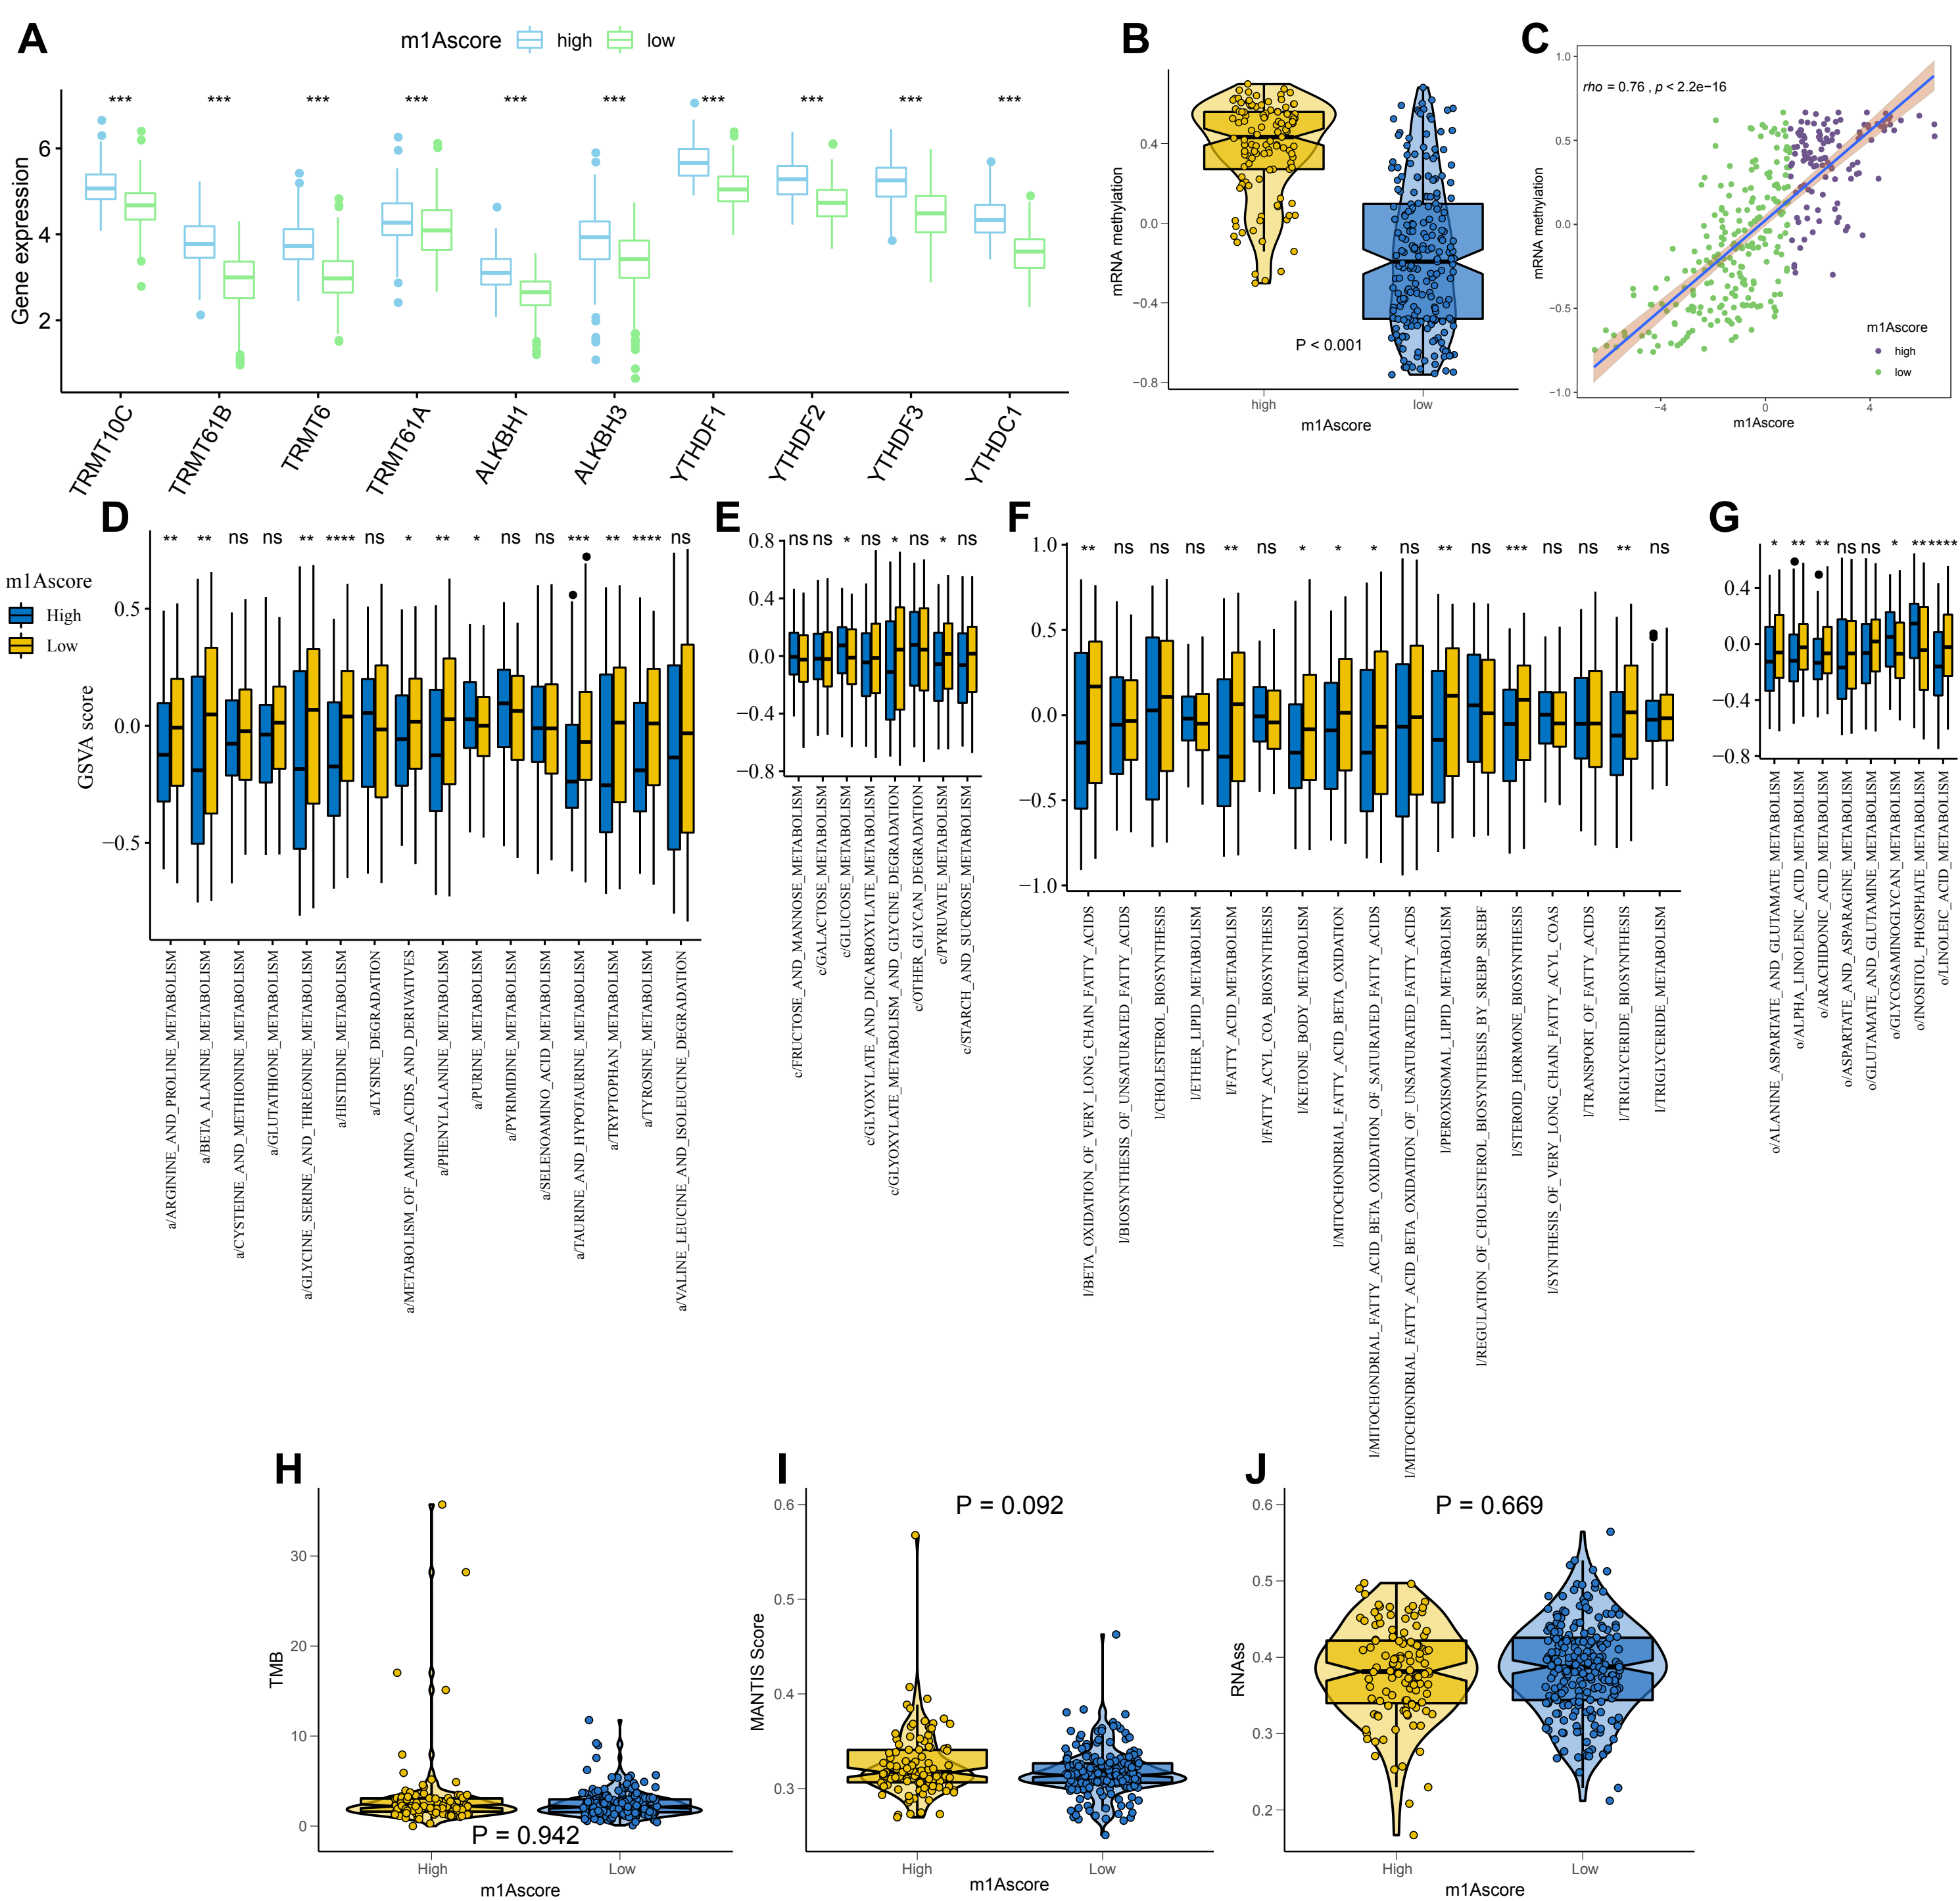 A
m1Ascore high low
*** *** *** *** *** *** *** *** *** ***
Gene expression
6
4
2
TRMT10C TRMT61B TRMT6 TRMT61A ALKBH1 ALKBH3 YTHDF1 YTHDF2 YTHDF3 YTHDC1
B
mRNA methylation
0.4
0.0
−0.4
−0.8
P < 0.001
high low
m1Ascore
C
rho = 0.76 , p < 2.2e−16
mRNA methylation
1.0
0.5
0.0
−0.5
−1.0
m1Ascore
high
low
−4 0 4
m1Ascore
D
m1Ascore
High
Low
** ** ns ns ** **** ns * ** * ns ns *** ** **** ns
GSVA score
0.5
0.0
−0.5
a/ARGININE_AND_PROLINE_METABOLISM
a/BETA_ALANINE_METABOLISM
a/CYSTEINE_AND_METHIONINE_METABOLISM
a/GLUTATHIONE_METABOLISM
a/GLYCINE_SERINE_AND_THREONINE_METABOLISM
a/HISTIDINE_METABOLISM
a/LYSINE_DEGRADATION
a/METABOLISM_OF_AMINO_ACIDS_AND_DERIVATIVES
a/PHENYLALANINE_METABOLISM
a/PURINE_METABOLISM
a/PYRIMIDINE_METABOLISM
a/SELENOAMINO_ACID_METABOLISM
a/TAURINE_AND_HYPOTAURINE_METABOLISM
a/TRYPTOPHAN_METABOLISM
a/TYROSINE_METABOLISM
a/VALINE_LEUCINE_AND_ISOLEUCINE_DEGRADATION
E
ns ns * ns * ns * ns
0.8
0.4
0.0
−0.4
−0.8
c/FRUCTOSE_AND_MANNOSE_METABOLISM
c/GALACTOSE_METABOLISM
c/GLUCOSE_METABOLISM
c/GLYOXYLATE_AND_DICARBOXYLATE_METABOLISM
c/GLYOXYLATE_METABOLISM_AND_GLYCINE_DEGRADATION
c/OTHER_GLYCAN_DEGRADATION
c/PYRUVATE_METABOLISM
c/STARCH_AND_SUCROSE_METABOLISM
F
** ns ns ns ** ns * * * ns ** ns *** ns ns ** ns
1.0
0.5
0.0
−0.5
−1.0
l/BETA_OXIDATION_OF_VERY_LONG_CHAIN_FATTY_ACIDS
l/BIOSYNTHESIS_OF_UNSATURATED_FATTY_ACIDS
l/CHOLESTEROL_BIOSYNTHESIS
l/ETHER_LIPID_METABOLISM
l/FATTY_ACID_METABOLISM
l/FATTY_ACYL_COA_BIOSYNTHESIS
l/KETONE_BODY_METABOLISM
l/MITOCHONDRIAL_FATTY_ACID_BETA_OXIDATION
l/MITOCHONDRIAL_FATTY_ACID_BETA_OXIDATION_OF_SATURATED_FATTY_ACIDS
l/MITOCHONDRIAL_FATTY_ACID_BETA_OXIDATION_OF_UNSATURATED_FATTY_ACIDS
l/PEROXISOMAL_LIPID_METABOLISM
l/REGULATION_OF_CHOLESTEROL_BIOSYNTHESIS_BY_SREBP_SREBF
l/STEROID_HORMONE_BIOSYNTHESIS
l/SYNTHESIS_OF_VERY_LONG_CHAIN_FATTY_ACYL_COAS
l/TRANSPORT_OF_FATTY_ACIDS
l/TRIGLYCERIDE_BIOSYNTHESIS
l/TRIGLYCERIDE_METABOLISM
G
* ** ** ns ns * ******
0.4
0.0
−0.4
−0.8
o/ALANINE_ASPARTATE_AND_GLUTAMATE_METABOLISM
o/ALPHA_LINOLENIC_ACID_METABOLISM
o/ARACHIDONIC_ACID_METABOLISM
o/ASPARTATE_AND_ASPARAGINE_METABOLISM
o/GLUTAMATE_AND_GLUTAMINE_METABOLISM
o/GLYCOSAMINOGLYCAN_METABOLISM
o/INOSITOL_PHOSPHATE_METABOLISM
o/LINOLEIC_ACID_METABOLISM
H
TMB
30
20
10
0
P = 0.942
High Low
m1Ascore
I
P = 0.092
MANTIS Score
0.6
0.5
0.4
0.3
High Low
m1Ascore
J
P = 0.669
RNAss
0.6
0.5
0.4
0.3
0.2
High Low
m1Ascore